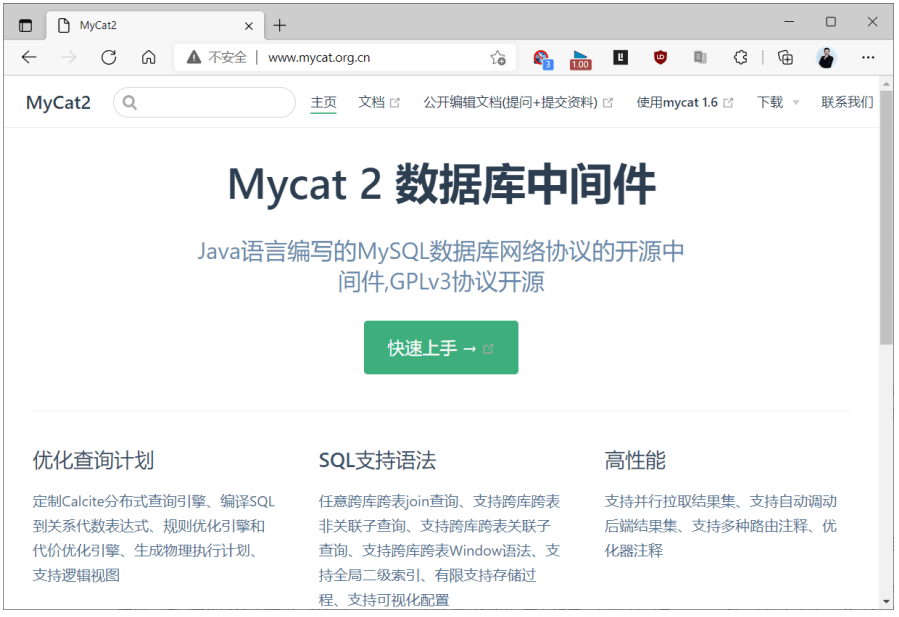 MyCat2
不安全 | www.mycat.org.cn
3
1.00
MyCat2
主页 文档 公开编辑文档(提问+提交资料) 使用mycat 1.6 下载 联系我们
Mycat 2 数据库中间件
Java语言编写的MySQL数据库网络协议的开源中
间件,GPLv3协议开源
快速上手 →
优化查询计划
定制Calcite分布式查询引擎、编译SQL
到关系代数表达式、规则优化引擎和
代价优化引擎、生成物理执行计划、
支持逻辑视图
SQL支持语法
任意跨库跨表join查询、支持跨库跨表
非关联子查询、支持跨库跨表关联子
查询、支持跨库跨表Window语法、支
持全局二级索引、有限支持存储过
程、支持可视化配置
高性能
支持并行拉取结果集、支持自动调动
后端结果集、支持多种路由注释、优
化器注释